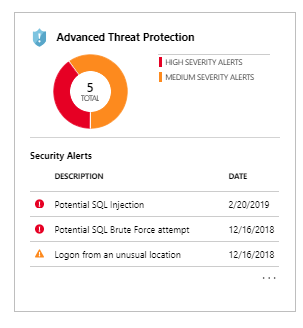 Advanced Threat Protection
5
TOTAL
HIGH SEVERITY ALERTS
MEDIUM SEVERITY ALERTS
Security Alerts
DESCRIPTION DATE
Potential SQL Injection 2/20/2019
Potential SQL Brute Force attempt 12/16/2018
Logon from an unusual location 12/16/2018
...